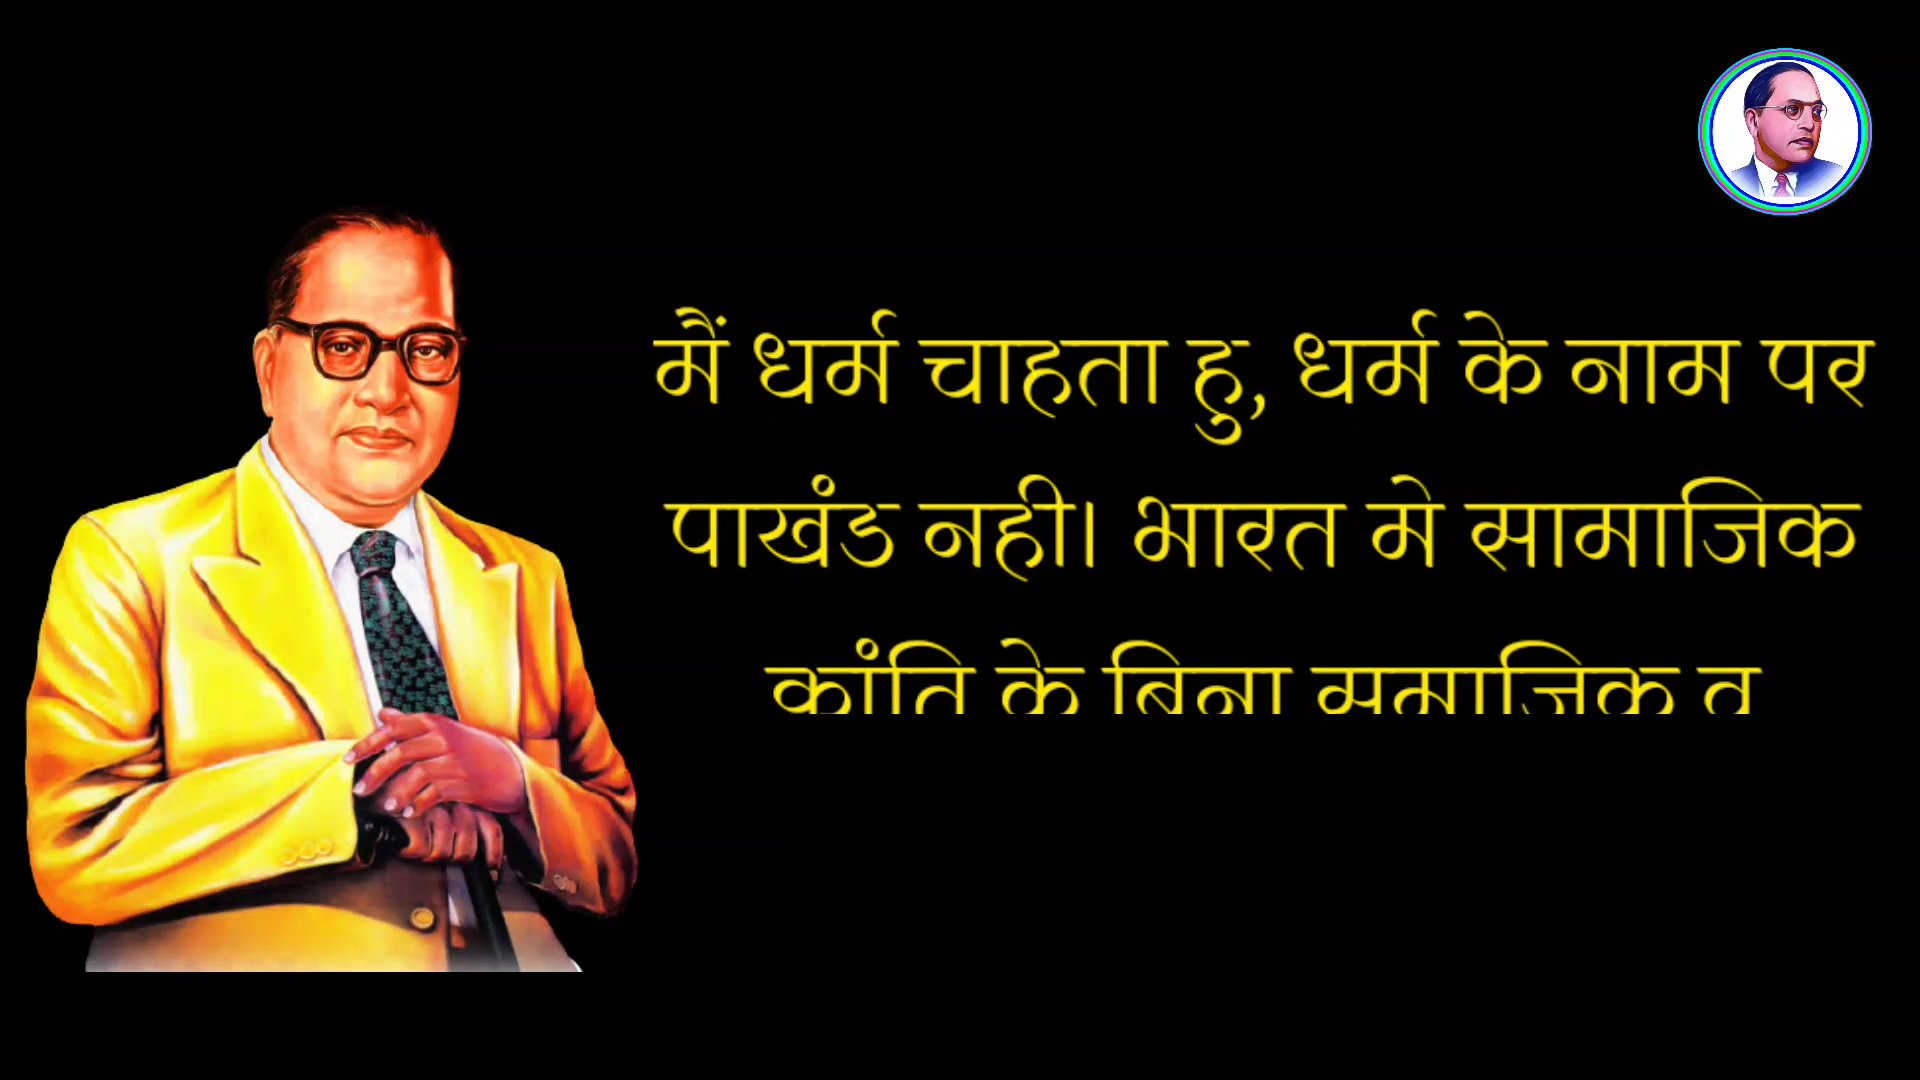 मैं धर्म चाहता हु, धर्म के नाम पर
पाखंड नही। भारत मे सामाजिक
कांति के बिना